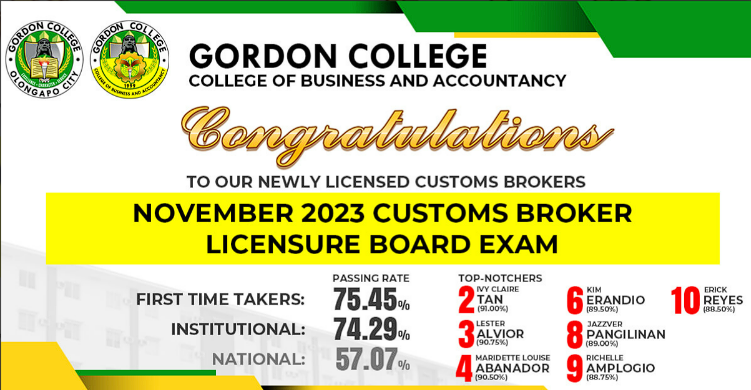 GORDON COLLEGE
OLONGAPO CITY
GORDON COLLEGE
COLLEGE OF BUSINESS AND ACCOUNTANCY
1999
GORDON COLLEGE
COLLEGE OF BUSINESS AND ACCOUNTANCY
Congratulations
TO OUR NEWLY LICENSED CUSTOMS BROKERS
NOVEMBER 2023 CUSTOMS BROKER
LICENSURE BOARD EXAM
PASSING RATE
FIRST TIME TAKERS: 75.45%
INSTITUTIONAL: 74.29%
NATIONAL: 57.07%
TOP-NOTCHERS
2 IVY CLAIRE
TAN
(91.00%)
3 LESTER
ALVIOR
(90.75%)
4 MARIDETTE LOUISE
ABANADOR
(90.50%)
6 KIM
ERANDIO
(89.50%)
8 JAZZVER
PANGILINAN
(89.00%)
9 RICHELLE
AMPLOGIO
(88.75%)
10 ERICK
REYES
(88.50%)